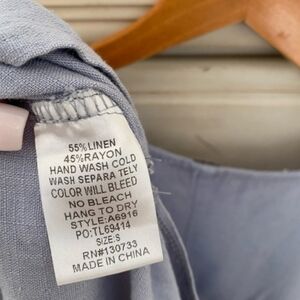 55%LINEN
45%RAYON
HAND WASH COLD
WASH SEPARA TELY
COLOR WILL BLEED
NO BLEACH
HANG TO DRY
STYLE:A6916
PO:TL69414
SIZE:S
RN#130733
MADE IN CHINA